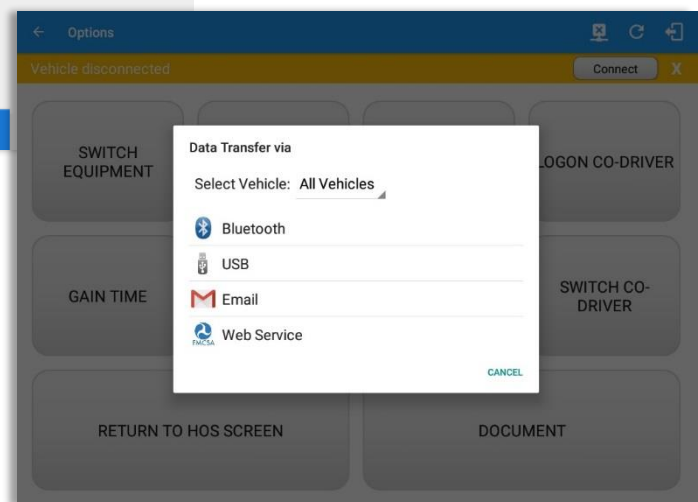 Options
Vehicle disconnected
Connect
X
SWITCH
EQUIPMENT
LOGON CO-DRIVER
Data Transfer via
Select Vehicle: All Vehicles
Bluetooth
USB
Email
FMCSA
Web Service
CANCEL
GAIN TIME
SWITCH CO-
DRIVER
RETURN TO HOS SCREEN
DOCUMENT